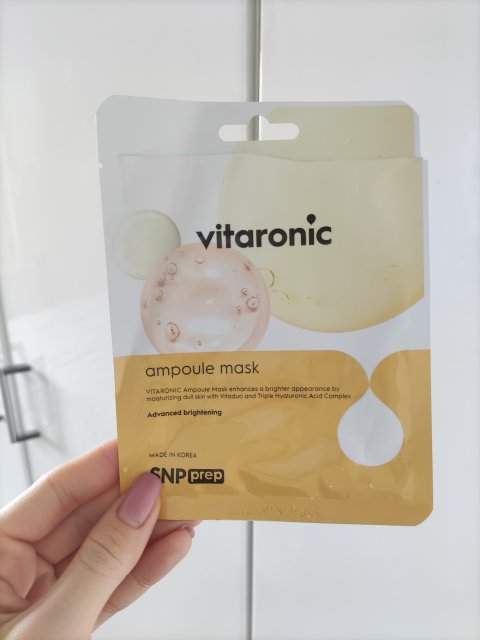 vitaronic
ampoule mask
VITARONIC Ampoule Mask enhances a brighter appearance by
moisturizing dull skin with Vitaduo and Triple Hyaluronic Acid Complex
Advanced brightening
MADE IN KOREA
SNP prep